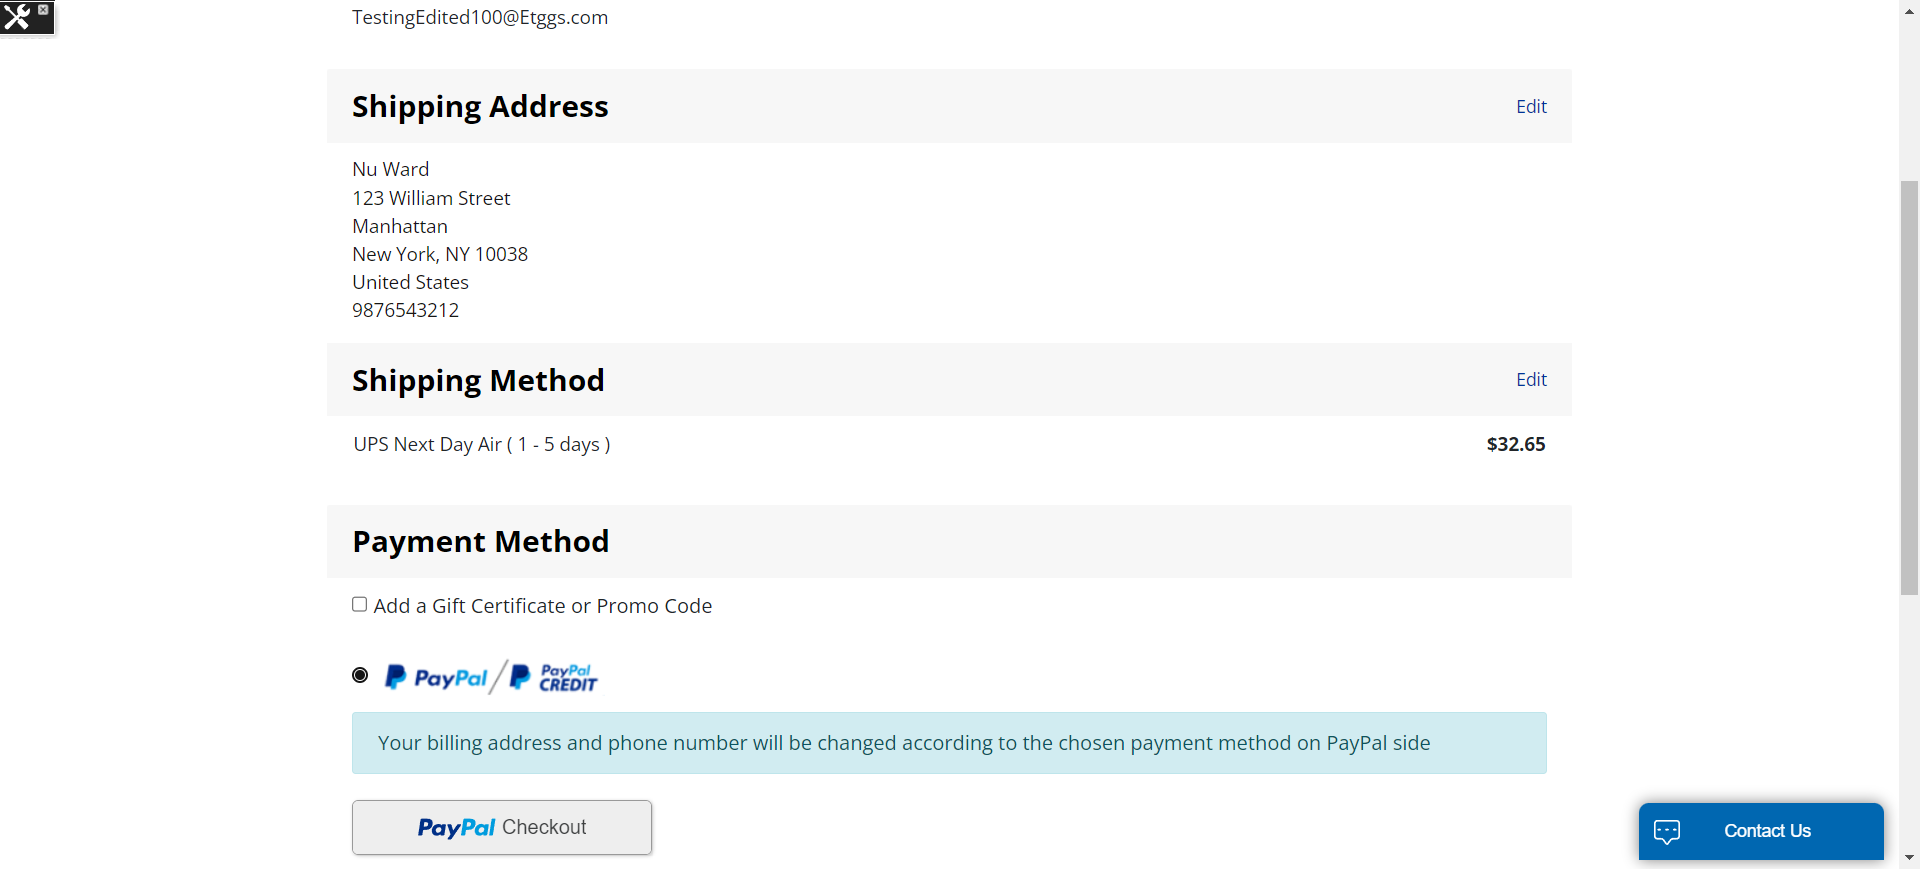 TestingEdited100@Etggs.com
Shipping Address
Edit
Nu Ward
123 William Street
Manhattan
New York, NY 10038
United States
9876543212
Shipping Method
Edit
UPS Next Day Air ( 1 - 5 days )
$32.65
Payment Method
Add a Gift Certificate or Promo Code
PayPal / PayPal CREDIT
Your billing address and phone number will be changed according to the chosen payment method on PayPal side
PayPal Checkout
Contact Us